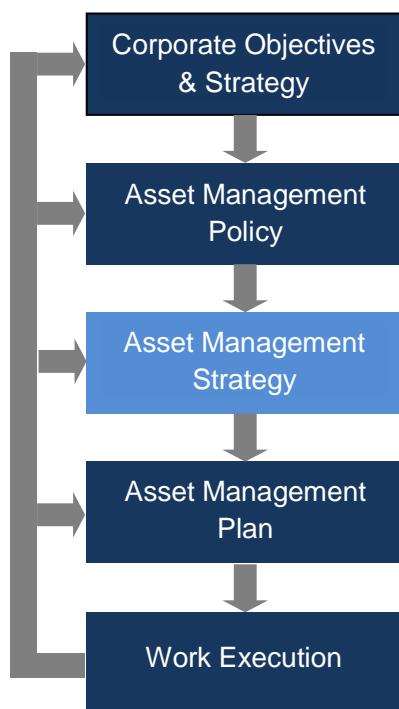 Corporate Objectives
& Strategy
Asset Management
Policy
Asset Management
Strategy
Asset Management
Plan
Work Execution